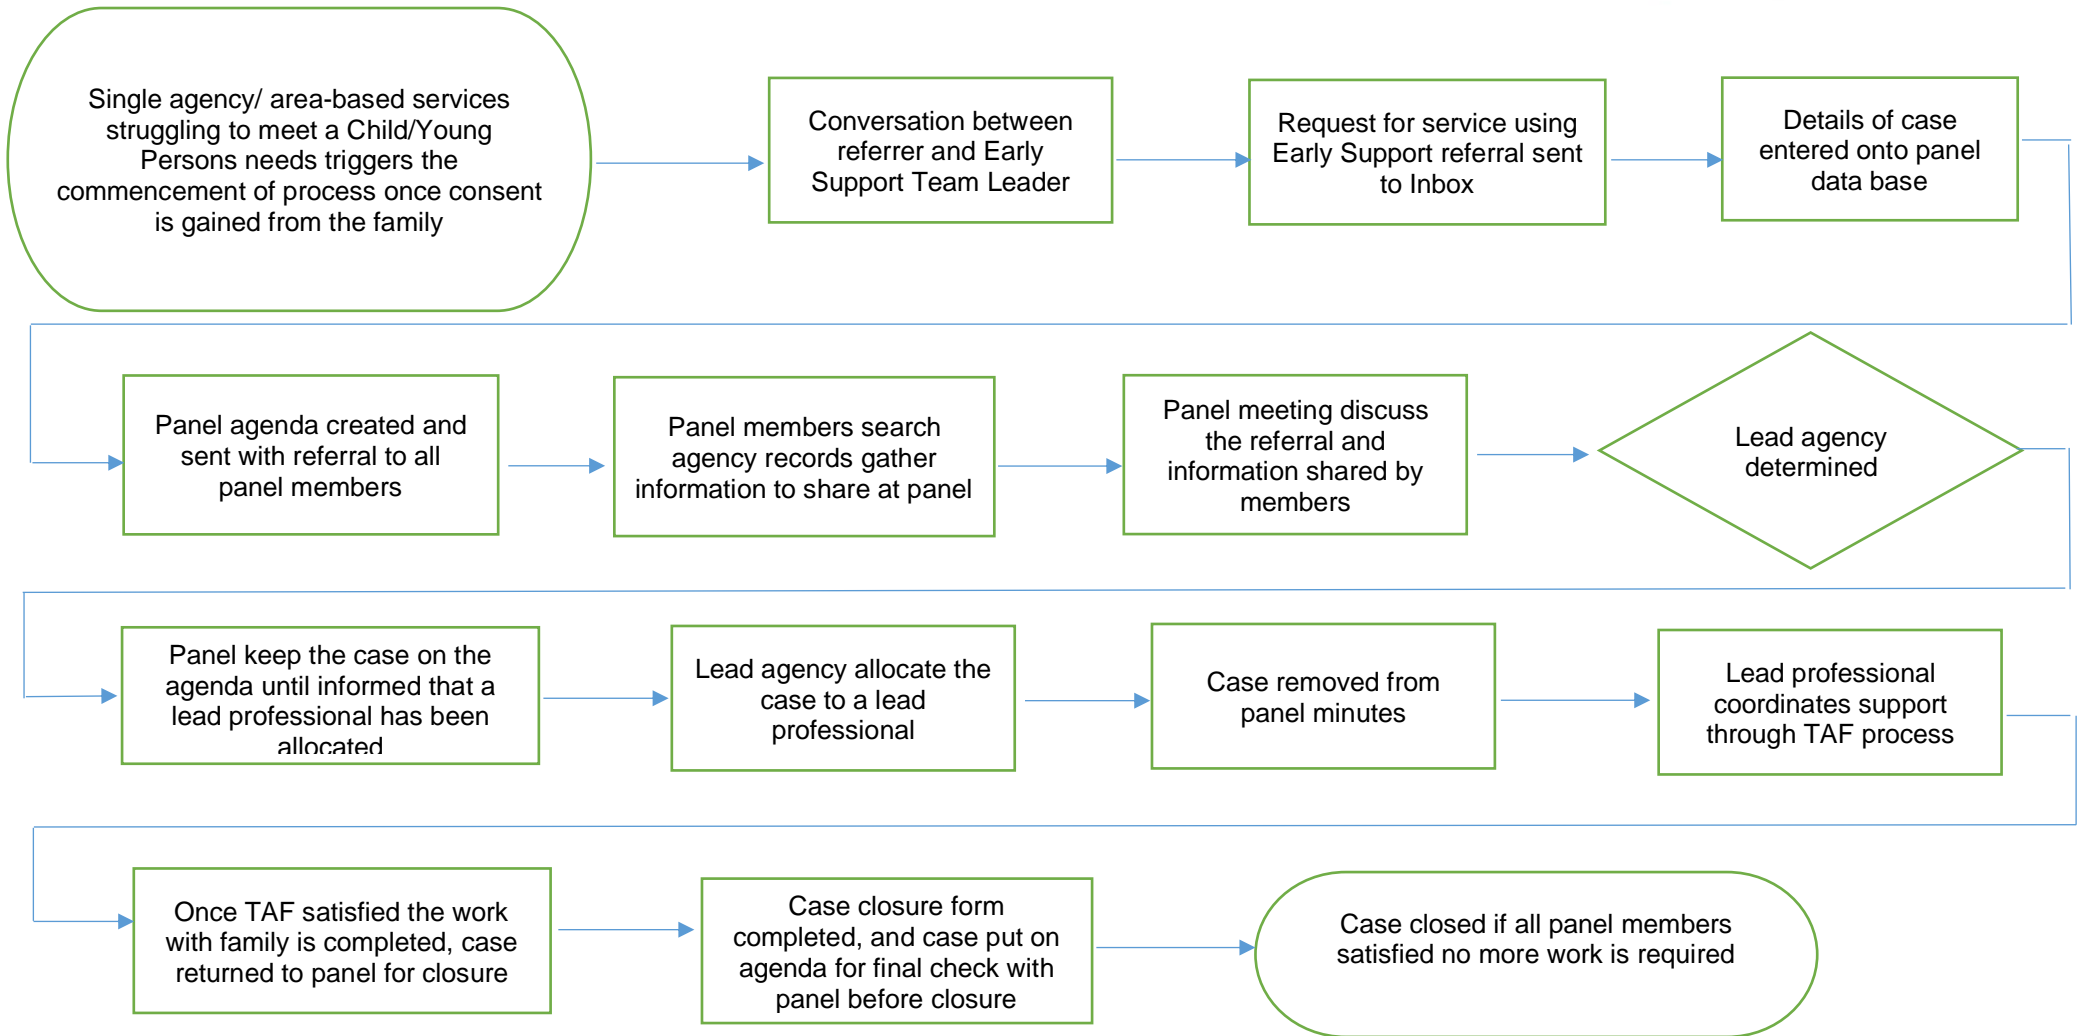 Single agency/ area-based services
struggling to meet a Child/Young
Persons needs triggers the
commencement of process once consent
is gained from the family
Conversation between
referrer and Early
Support Team Leader
Request for service using
Early Support referral sent
to Inbox
Details of case
entered onto panel
data base
Panel agenda created and
sent with referral to all
panel members
Panel members search
agency records gather
information to share at panel
Panel meeting discuss
the referral and
information shared by
members
Lead agency
determined
Panel keep the case on the
agenda until informed that a
lead professional has been
allocated
Lead agency allocate the
case to a lead
professional
Case removed from
panel minutes
Lead professional
coordinates support
through TAF process
Once TAF satisfied the work
with family is completed, case
returned to panel for closure
Case closure form
completed, and case put on
agenda for final check with
panel before closure
Case closed if all panel members
satisfied no more work is required